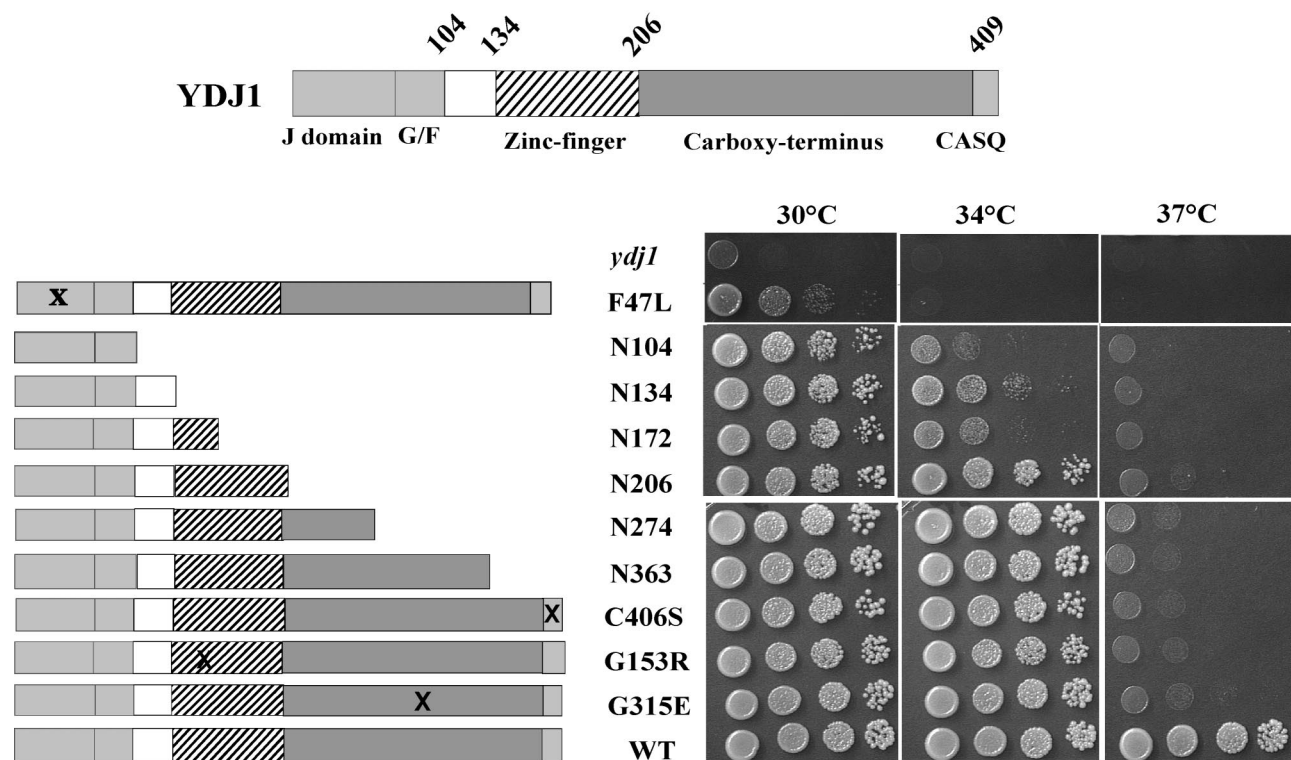 104 134 206 409
YDJ1
J domain G/F Zinc-finger Carboxy-terminus CASQ
30°C 34°C 37°C
ydj1
x F47L
N104
N134
N172
N206
N274
N363
X C406S
X G153R
X G315E
WT